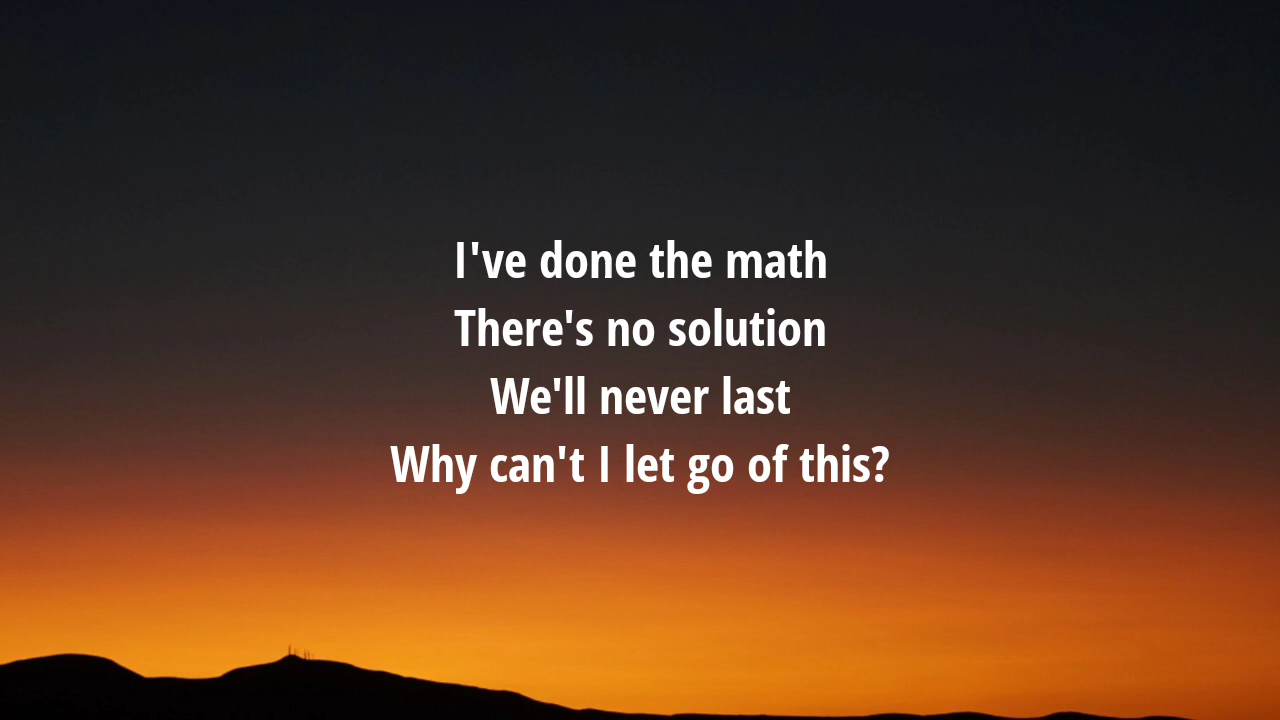 I've done the math
There's no solution
We'll never last
Why can't I let go of this?